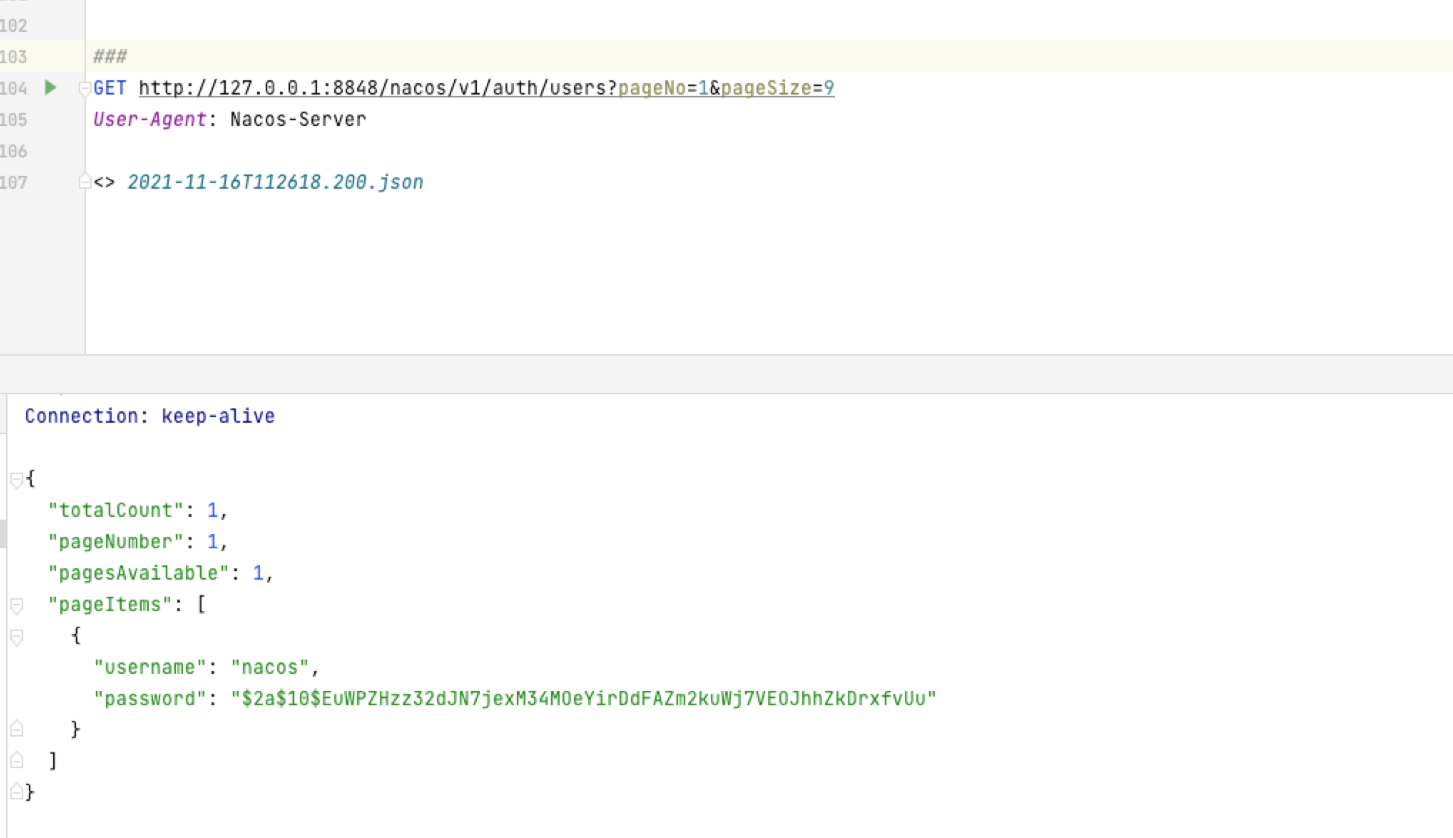 102
103 ###
104 GET http://127.0.0.1:8848/nacos/v1/auth/users?pageNo=1&pageSize=9
105 User-Agent: Nacos-Server
106
107 <> 2021-11-16T112618.200.json
Connection: keep-alive
{
"totalCount": 1,
"pageNumber": 1,
"pagesAvailable": 1,
"pageItems": [
{
"username": "nacos",
"password": "$2a$10$EuWPZHzz32dJN7jexM34MOeYirDdFAZm2kuWj7VEOJhhZkDrxfvUu"
}
]
}